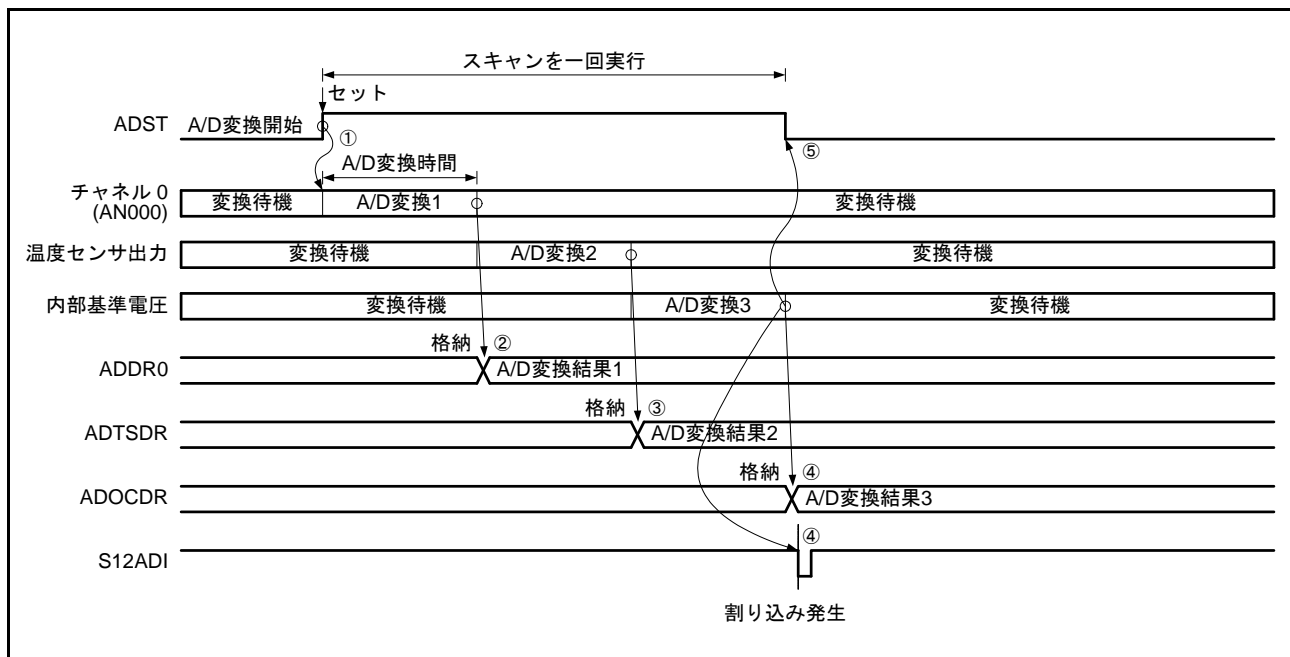 スキャンを一回実行
セット
ADST
A/D変換開始
①
⑤
A/D変換時間
チャネル 0
(AN000)
変換待機
A/D変換1
変換待機
温度センサ出力
変換待機
A/D変換2
変換待機
内部基準電圧
変換待機
A/D変換3
変換待機
格納
②
ADDR0
A/D変換結果1
格納
③
ADTSDR
A/D変換結果2
格納
④
ADOCDR
A/D変換結果3
④
S12ADI
割り込み発生